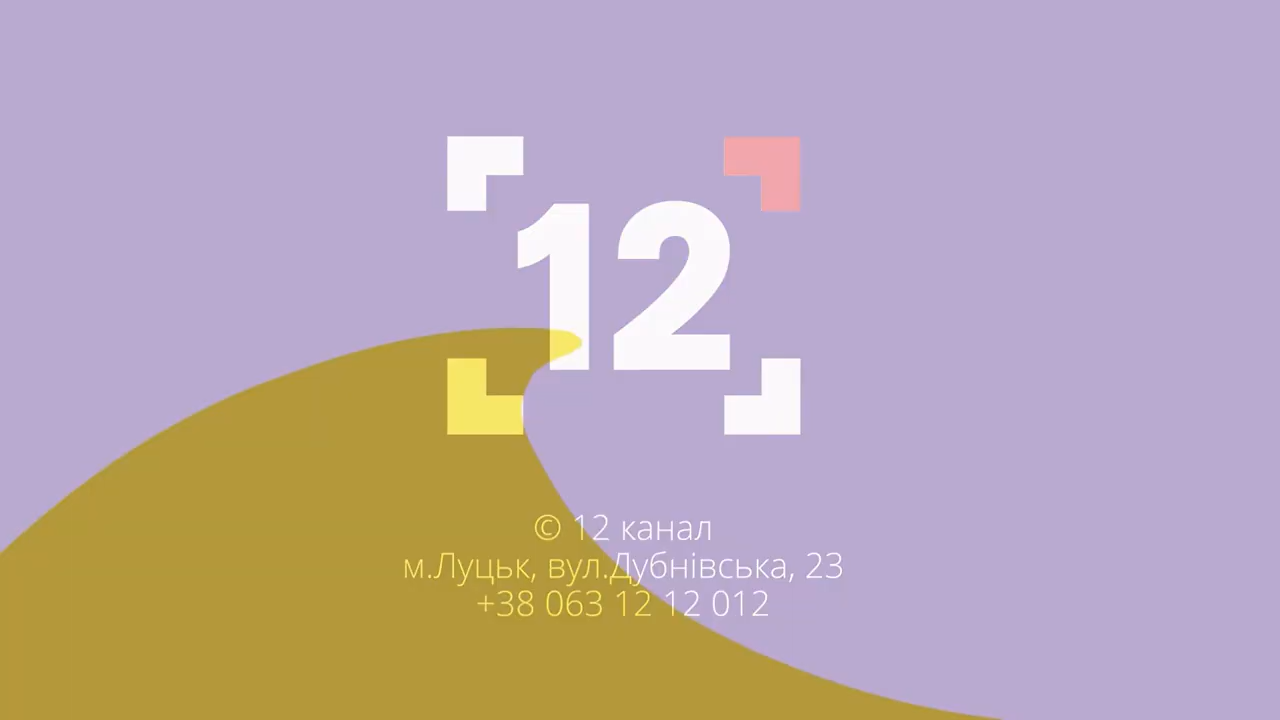 12
© 12 канал
м.Луцьк, вул.Дубнівська, 23
+38 063 12 12 012